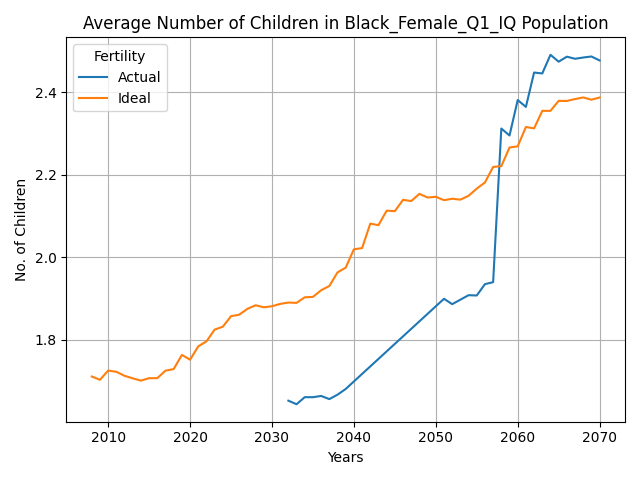 Average Number of Children in Black_Female_Q1_IQ Population
Fertility
Actual
Ideal
No. of Children
2.4
2.2
2.0
1.8
2010 2020 2030 2040 2050 2060 2070
Years